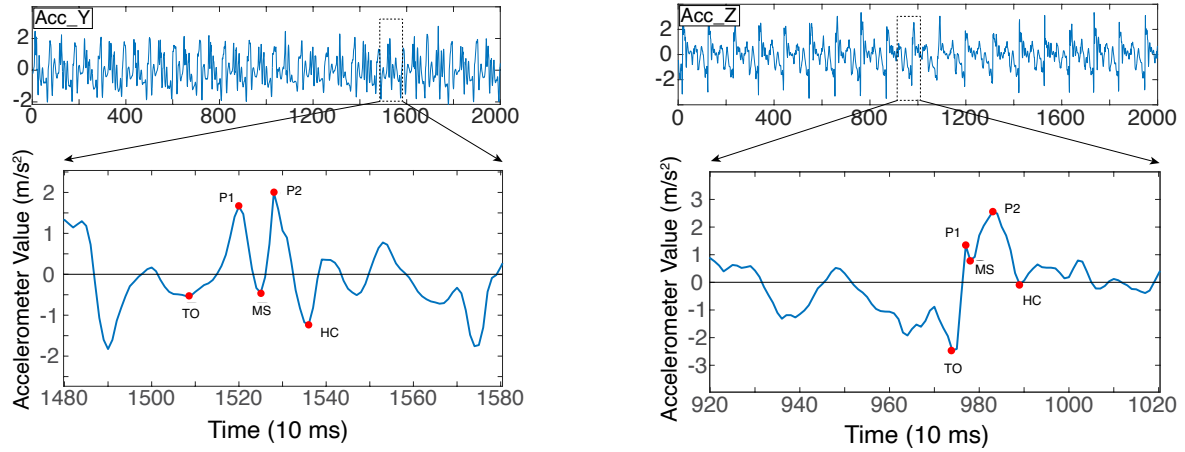 Acc_Y
2
0
-2
0 400 800 1200 1600 2000
Accelerometer Value (m/s²)
2
1
0
-1
-2
P1
P2
TO
MS
HC
1480 1500 1520 1540 1560 1580
Time (10 ms)
Acc_Z
2
0
-2
0 400 800 1200 1600 2000
Accelerometer Value (m/s²)
3
2
1
0
-1
-2
-3
P2
P1
MS
HC
TO
920 940 960 980 1000 1020
Time (10 ms)